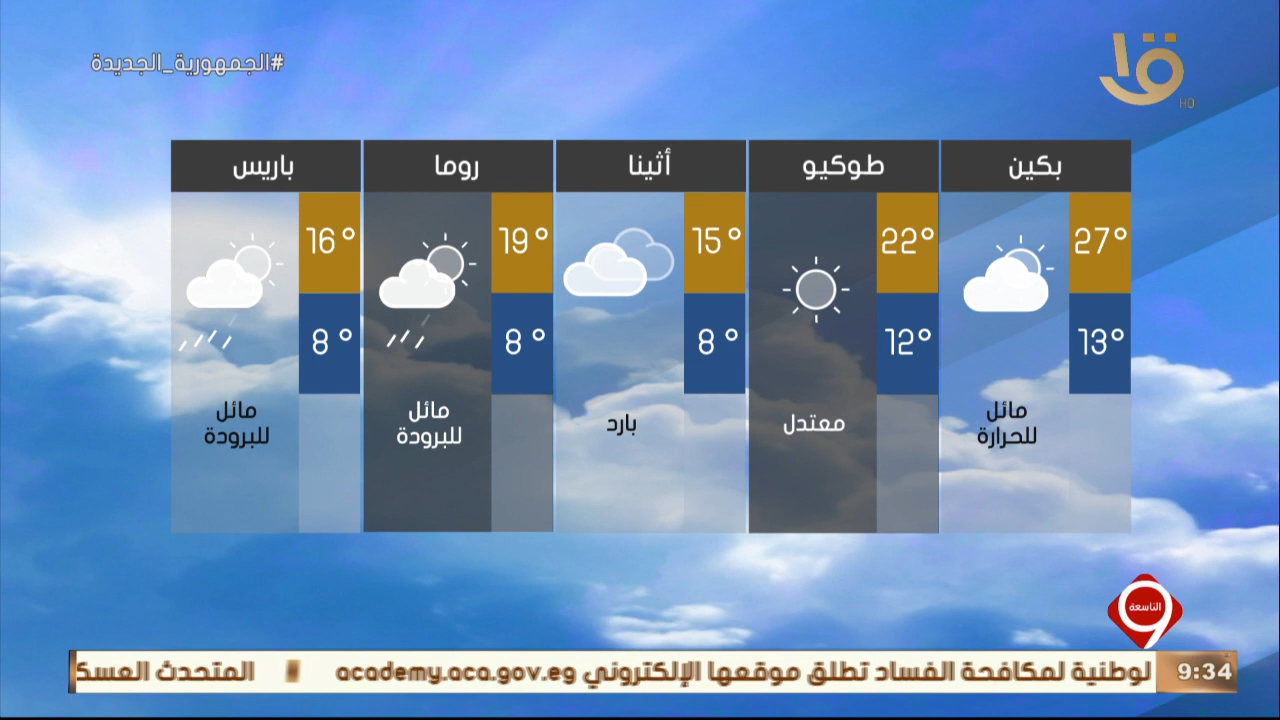 #الجمهورية_الجديدة
HD
بكين
27°
13°
مائل
للحرارة
طوكيو
22°
12°
معتدل
أثينا
15°
8°
بارد
روما
19°
8°
مائل
للبرودة
باريس
16°
8°
مائل
للبرودة
التاسعة
9
9:34
لوطنية لمكافحة الفساد تطلق موقعها الإلكتروني academy.aca.gov.eg المتحدث العسك